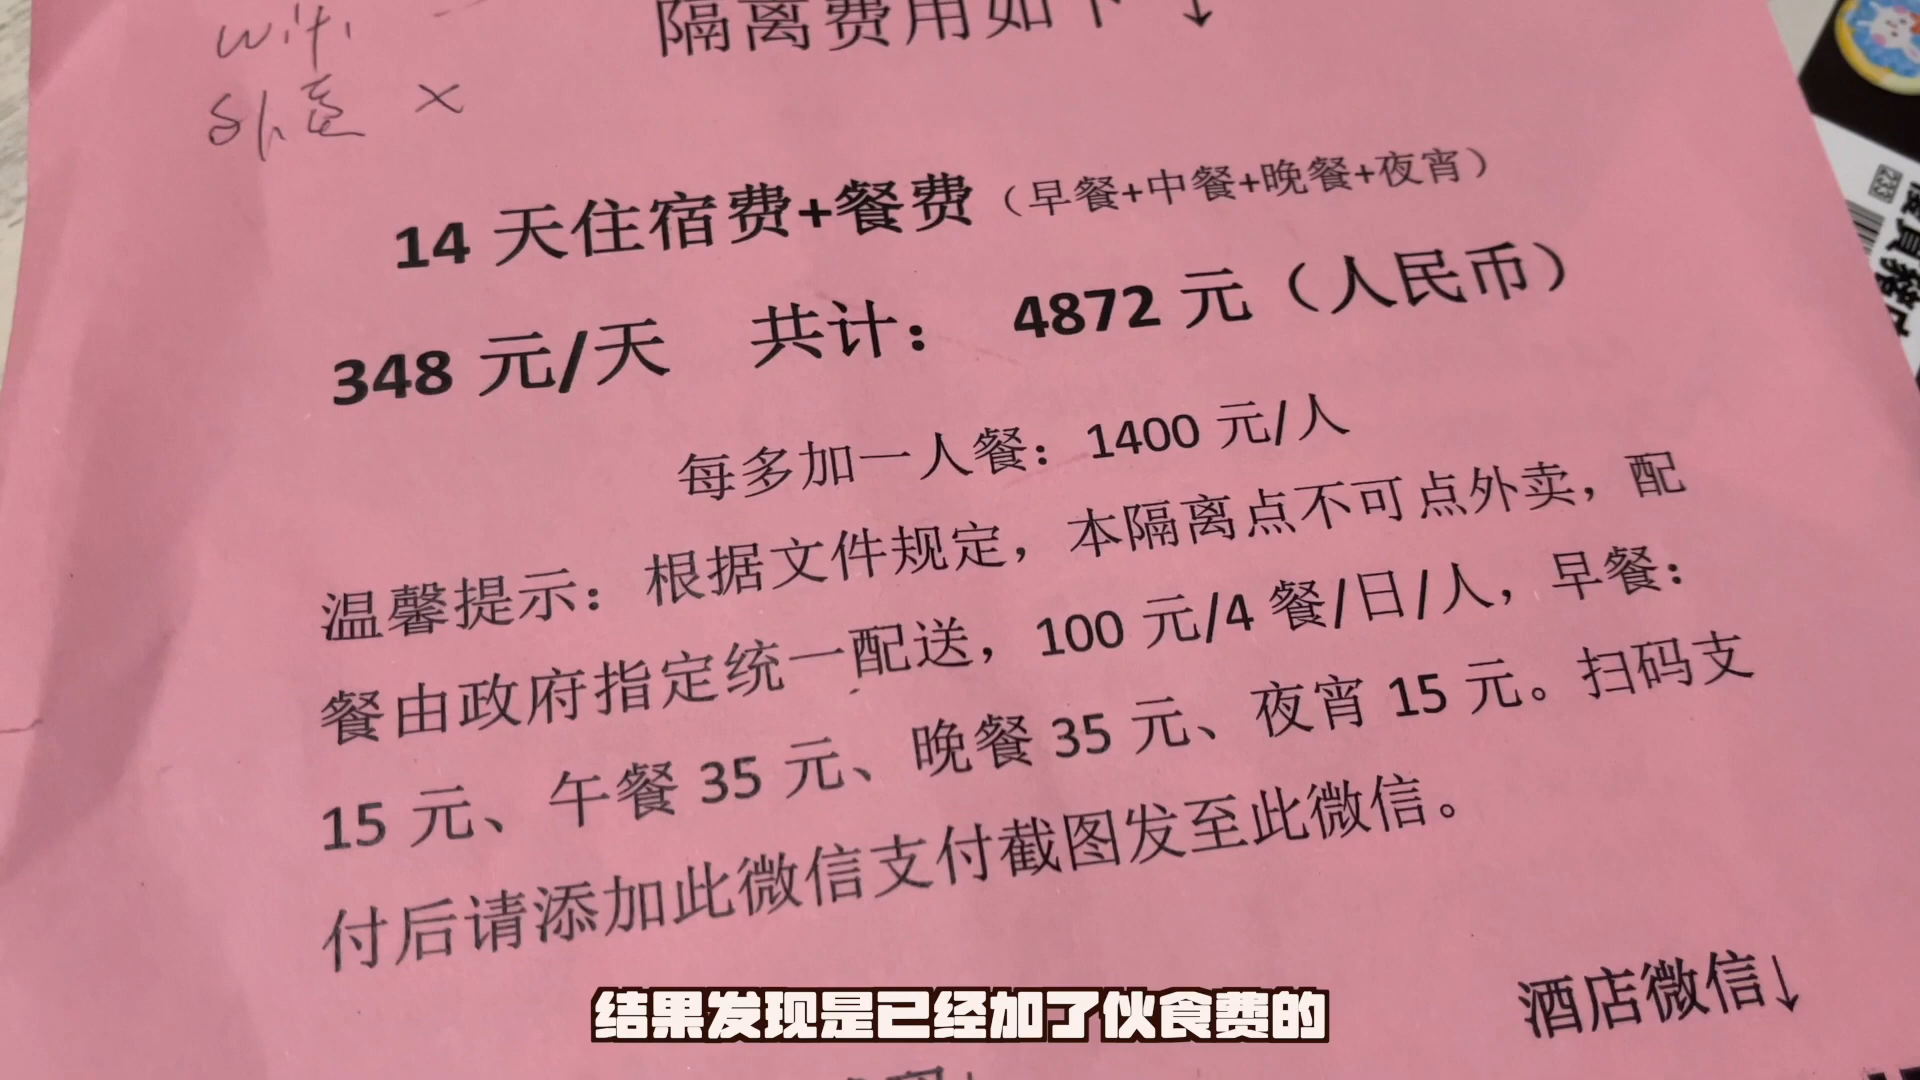 wifi
隔离费用如下↓
外卖 ×
14 天住宿费+餐费（早餐+中餐+晚餐+夜宵）
348 元/天 共计： 4872 元（人民币）
每多加一人餐：1400 元/人
温馨提示：根据文件规定，本隔离点不可点外卖，配
餐由政府指定统一配送，100 元/4 餐/日/人，早餐：
15 元、午餐 35 元、晚餐 35 元、夜宵 15 元。扫码支
付后请添加此微信支付截图发至此微信。
酒店微信↓
结果发现是已经加了伙食费的